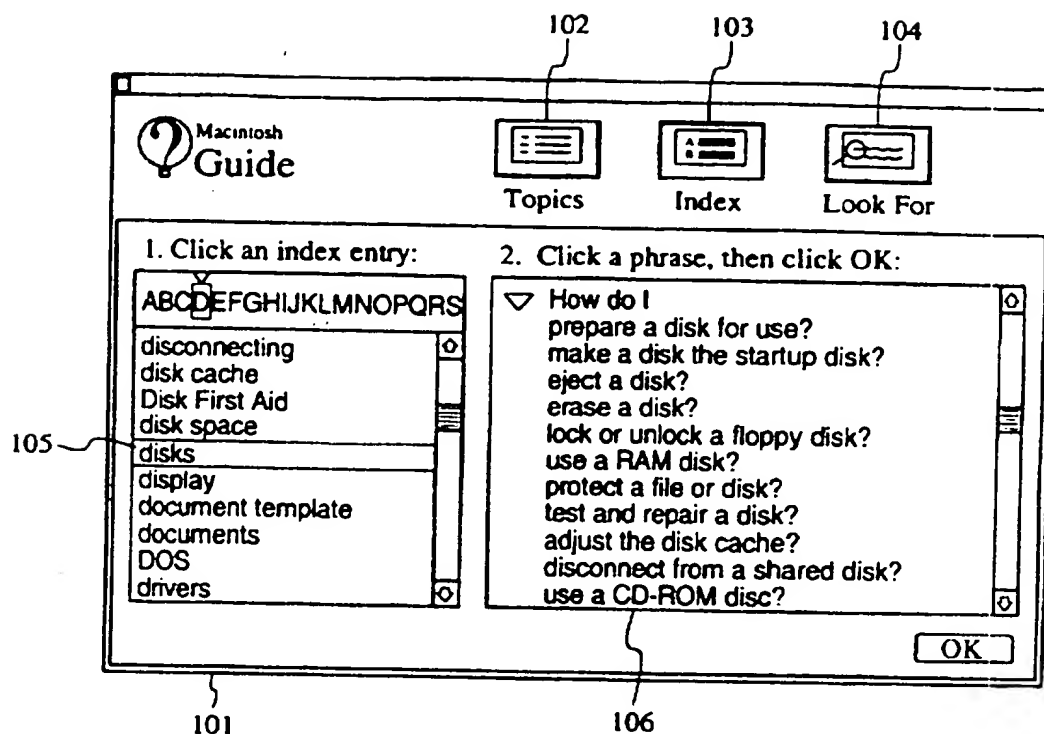 102
103
104
Macintosh
Guide
Topics
Index
Look For
1. Click an index entry:
ABCDEFGHIJKLMNOPQRS
disconnecting
disk cache
Disk First Aid
disk space
disks
display
document template
documents
DOS
drivers
105
2. Click a phrase, then click OK:
How do I
prepare a disk for use?
make a disk the startup disk?
eject a disk?
erase a disk?
lock or unlock a floppy disk?
use a RAM disk?
protect a file or disk?
test and repair a disk?
adjust the disk cache?
disconnect from a shared disk?
use a CD-ROM disc?
OK
101
106